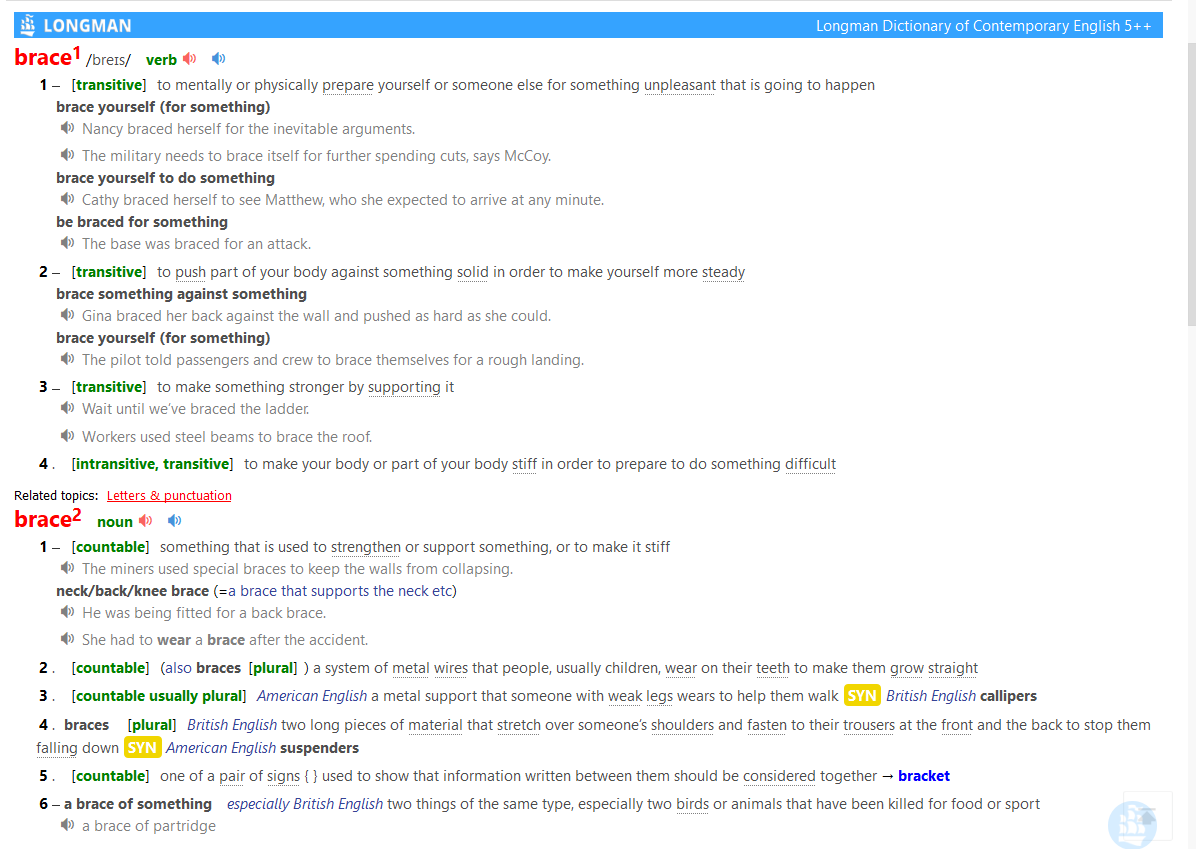 LONGMAN Longman Dictionary of Contemporary English 5++
brace1 /breɪs/ verb
1 – [transitive] to mentally or physically prepare yourself or someone else for something unpleasant that is going to happen
brace yourself (for something)
Nancy braced herself for the inevitable arguments.
The military needs to brace itself for further spending cuts, says McCoy.
brace yourself to do something
Cathy braced herself to see Matthew, who she expected to arrive at any minute.
be braced for something
The base was braced for an attack.
2 – [transitive] to push part of your body against something solid in order to make yourself more steady
brace something against something
Gina braced her back against the wall and pushed as hard as she could.
brace yourself (for something)
The pilot told passengers and crew to brace themselves for a rough landing.
3 – [transitive] to make something stronger by supporting it
Wait until we’ve braced the ladder.
Workers used steel beams to brace the roof.
4 . [intransitive, transitive] to make your body or part of your body stiff in order to prepare to do something difficult
Related topics: Letters & punctuation
brace2 noun
1 – [countable] something that is used to strengthen or support something, or to make it stiff
The miners used special braces to keep the walls from collapsing.
neck/back/knee brace (=a brace that supports the neck etc)
He was being fitted for a back brace.
She had to wear a brace after the accident.
2 . [countable] (also braces [plural] ) a system of metal wires that people, usually children, wear on their teeth to make them grow straight
3 . [countable usually plural] American English a metal support that someone with weak legs wears to help them walk SYN British English callipers
4 . braces [plural] British English two long pieces of material that stretch over someone’s shoulders and fasten to their trousers at the front and the back to stop them
falling down SYN American English suspenders
5 . [countable] one of a pair of signs { } used to show that information written between them should be considered together → bracket
6 – a brace of something especially British English two things of the same type, especially two birds or animals that have been killed for food or sport
a brace of partridge